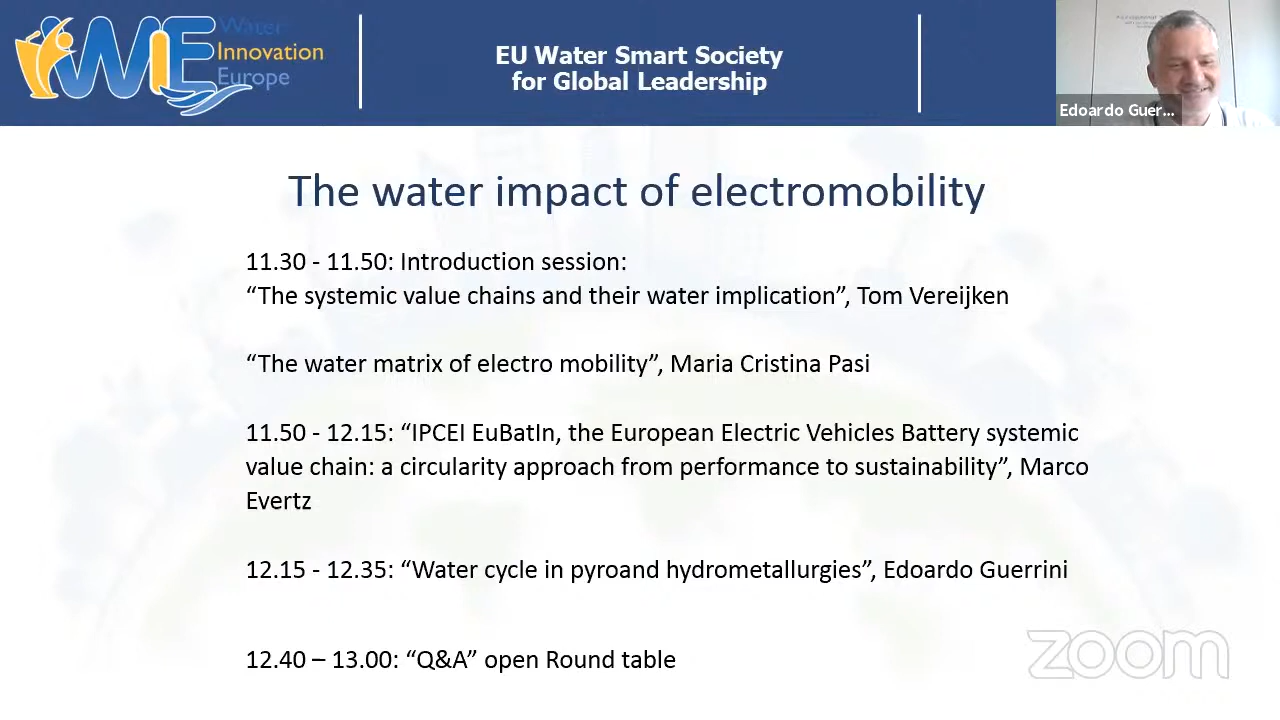 WE
Water
Innovation
Europe
EU Water Smart Society
for Global Leadership
Edoardo Guer...
The water impact of electromobility
11.30 - 11.50: Introduction session:
“The systemic value chains and their water implication”, Tom Vereijken
“The water matrix of electro mobility”, Maria Cristina Pasi
11.50 - 12.15: “IPCEI EuBatIn, the European Electric Vehicles Battery systemic
value chain: a circularity approach from performance to sustainability”, Marco
Evertz
12.15 - 12.35: “Water cycle in pyroand hydrometallurgies”, Edoardo Guerrini
12.40 – 13.00: “Q&A” open Round table
zoom